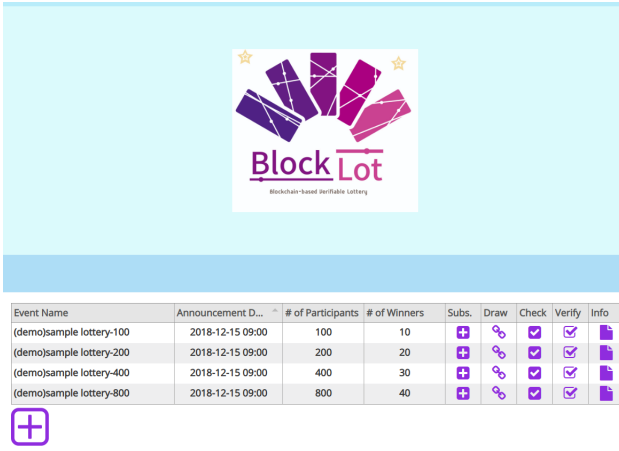 Block Lot
Blockchain-based Verifiable Lottery
Event Name Announcement D... # of Participants # of Winners Subs. Draw Check Verify Info
(demo)sample lottery-100 2018-12-15 09:00 100 10
(demo)sample lottery-200 2018-12-15 09:00 200 20
(demo)sample lottery-400 2018-12-15 09:00 400 30
(demo)sample lottery-800 2018-12-15 09:00 800 40